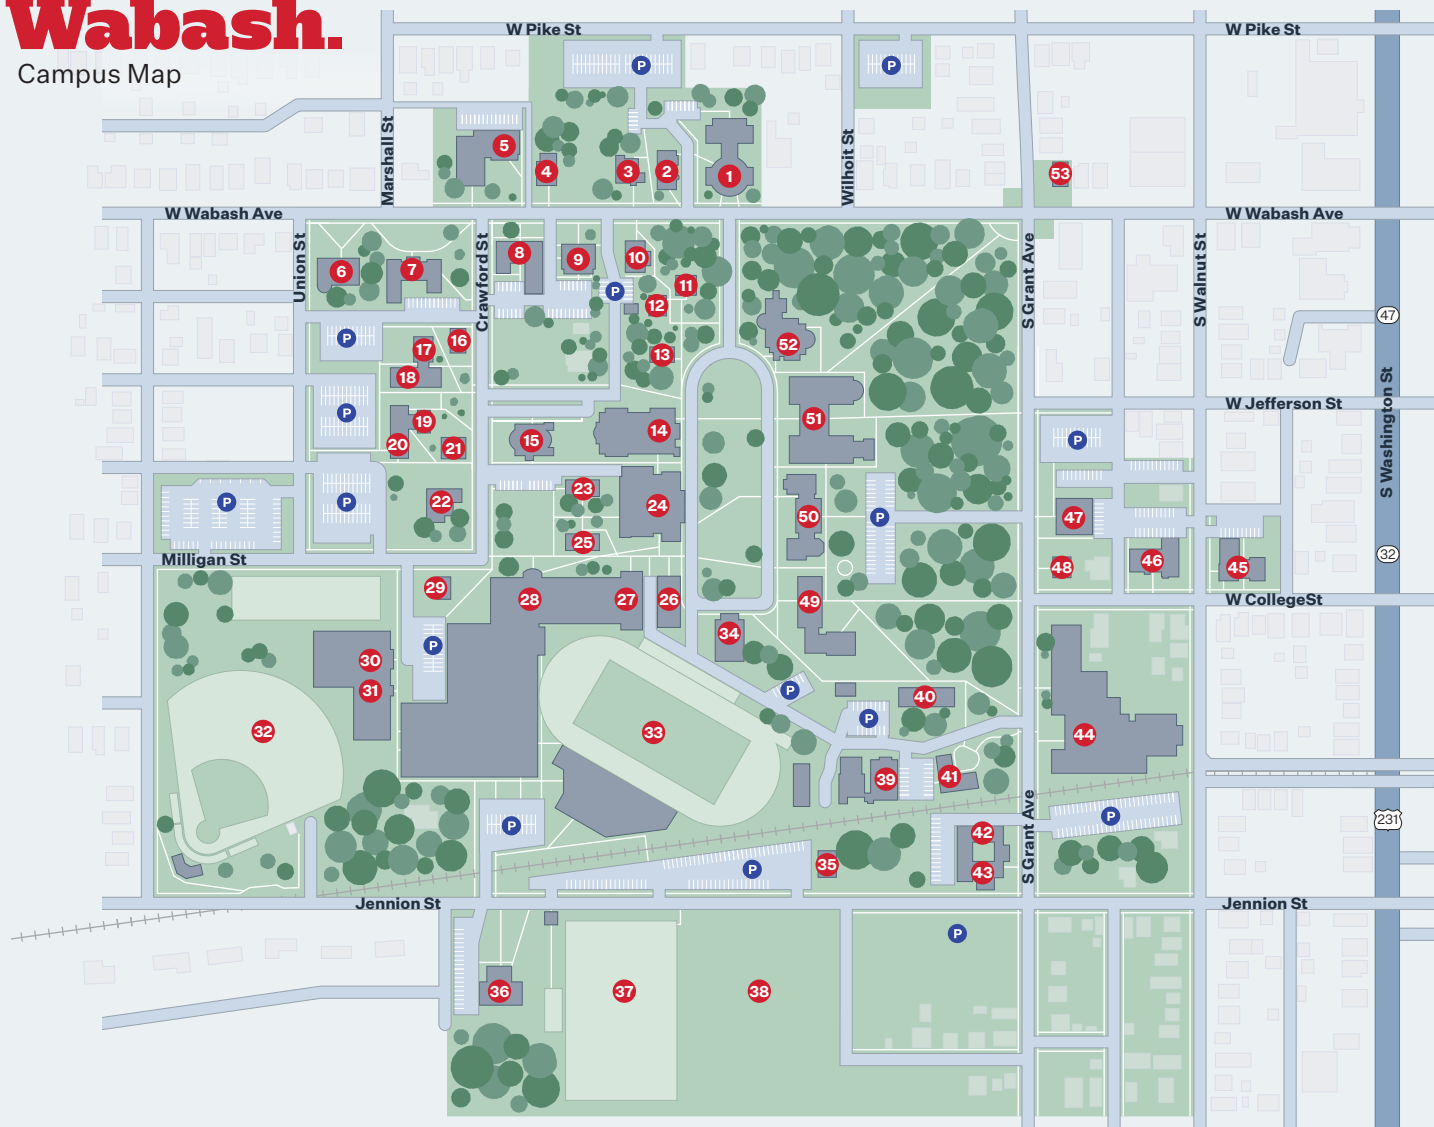 Wabash.
Campus Map
W Pike St
W Pike St
P
P
Marshall St
5
4
3
2
1
Wilhoit St
53
W Wabash Ave
W Wabash Ave
Union St
6
7
Crawford St
8
9
10
11
P
12
13
S Grant Ave
S Walnut St
47
P
16
17
18
52
S Washington St
P
19
20
21
15
14
51
W Jefferson St
P
P
P
22
23
24
25
50
P
47
32
Milligan St
48
46
45
29
28
27
26
49
W CollegeSt
34
P
30
31
P
40
32
33
P
44
39
41
P
S Grant Ave
P
231
42
35
P
43
Jennion St
Jennion St
P
36
37
38